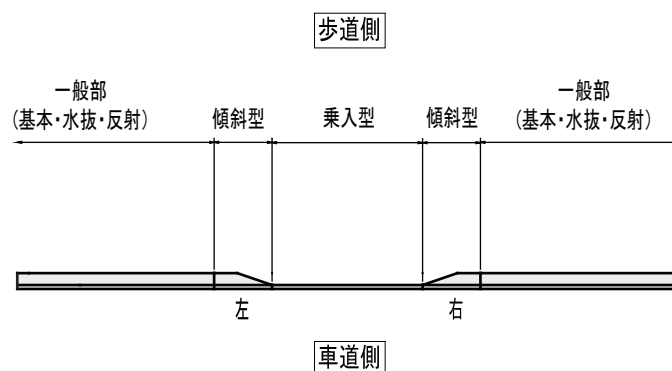 歩道側
一般部
(基本・水抜・反射)
傾斜型
乗入型
傾斜型
一般部
(基本・水抜・反射)
左
右
車道側